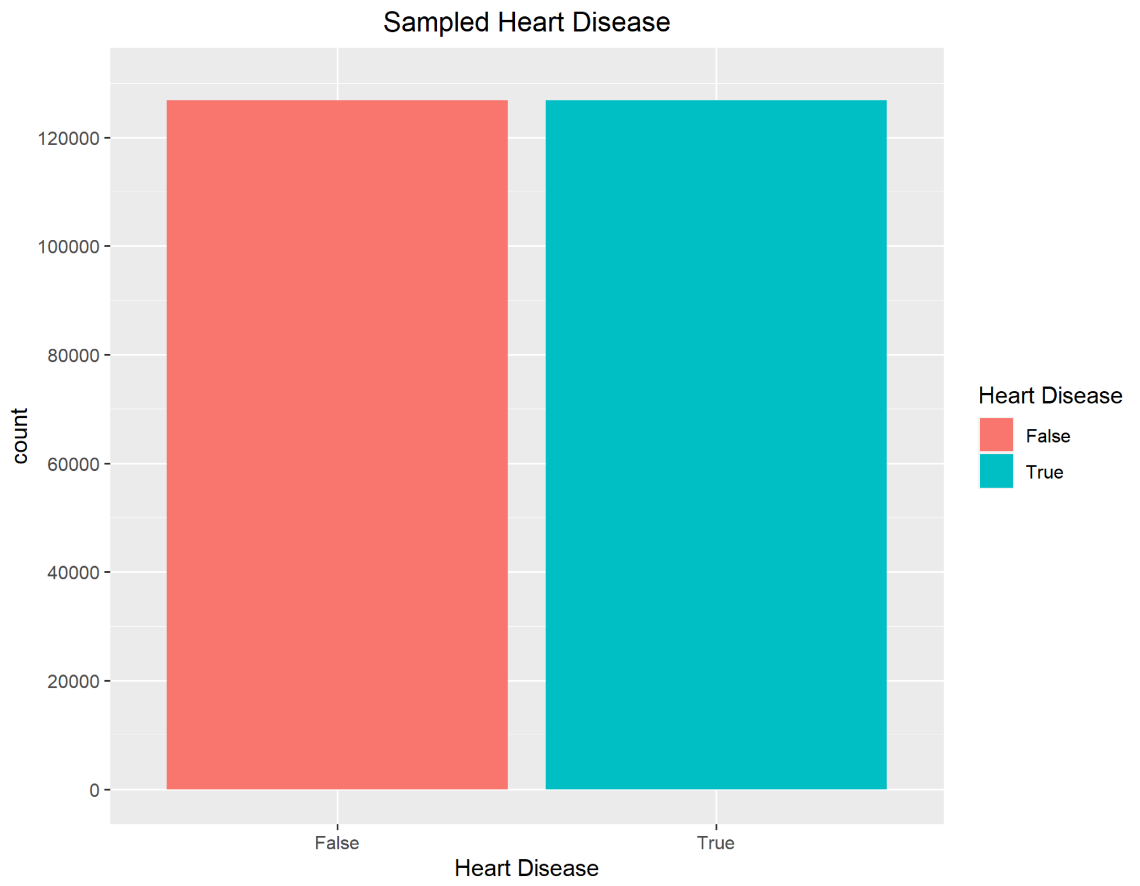 Sampled Heart Disease
120000
100000
80000
60000
40000
20000
0
count
False
True
Heart Disease
Heart Disease
False
True